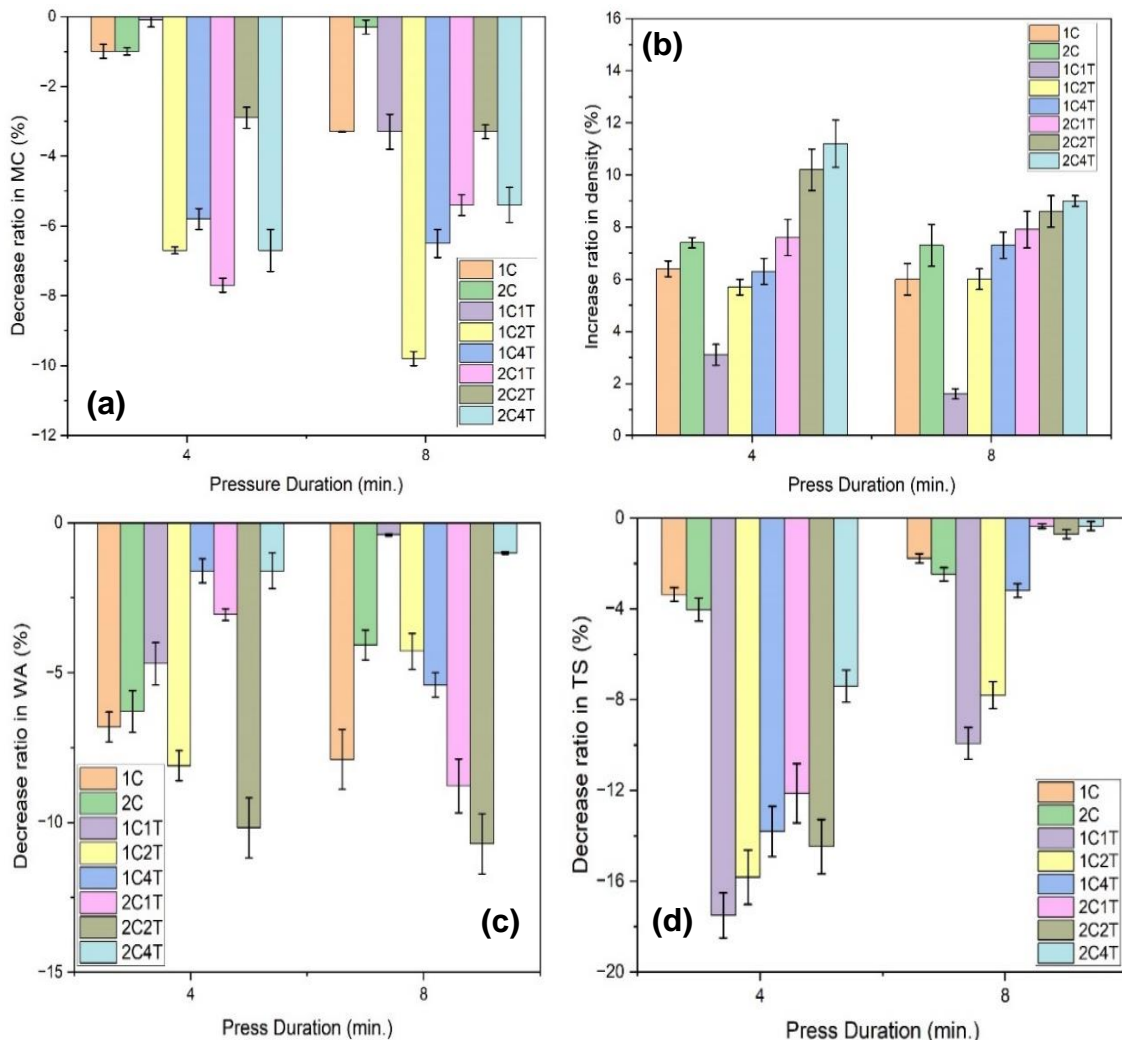 0
−2
−4
−6
−8
−10
−12
Decrease ratio in MC (%)
1C
2C
1C1T
1C2T
1C4T
2C1T
2C2T
2C4T
(a)
4
8
Pressure Duration (min.)
16
14
12
10
8
6
4
2
0
Increase ratio in density (%)
(b)
1C
2C
1C1T
1C2T
1C4T
2C1T
2C2T
2C4T
4
8
Press Duration (min.)
0
−5
−10
−15
Decrease ratio in WA (%)
1C
2C
1C1T
1C2T
1C4T
2C1T
2C2T
2C4T
(c)
4
8
Press Duration (min.)
0
−4
−8
−12
−16
−20
Decrease ratio in TS (%)
(d)
1C
2C
1C1T
1C2T
1C4T
2C1T
2C2T
2C4T
4
8
Press Duration (min.)